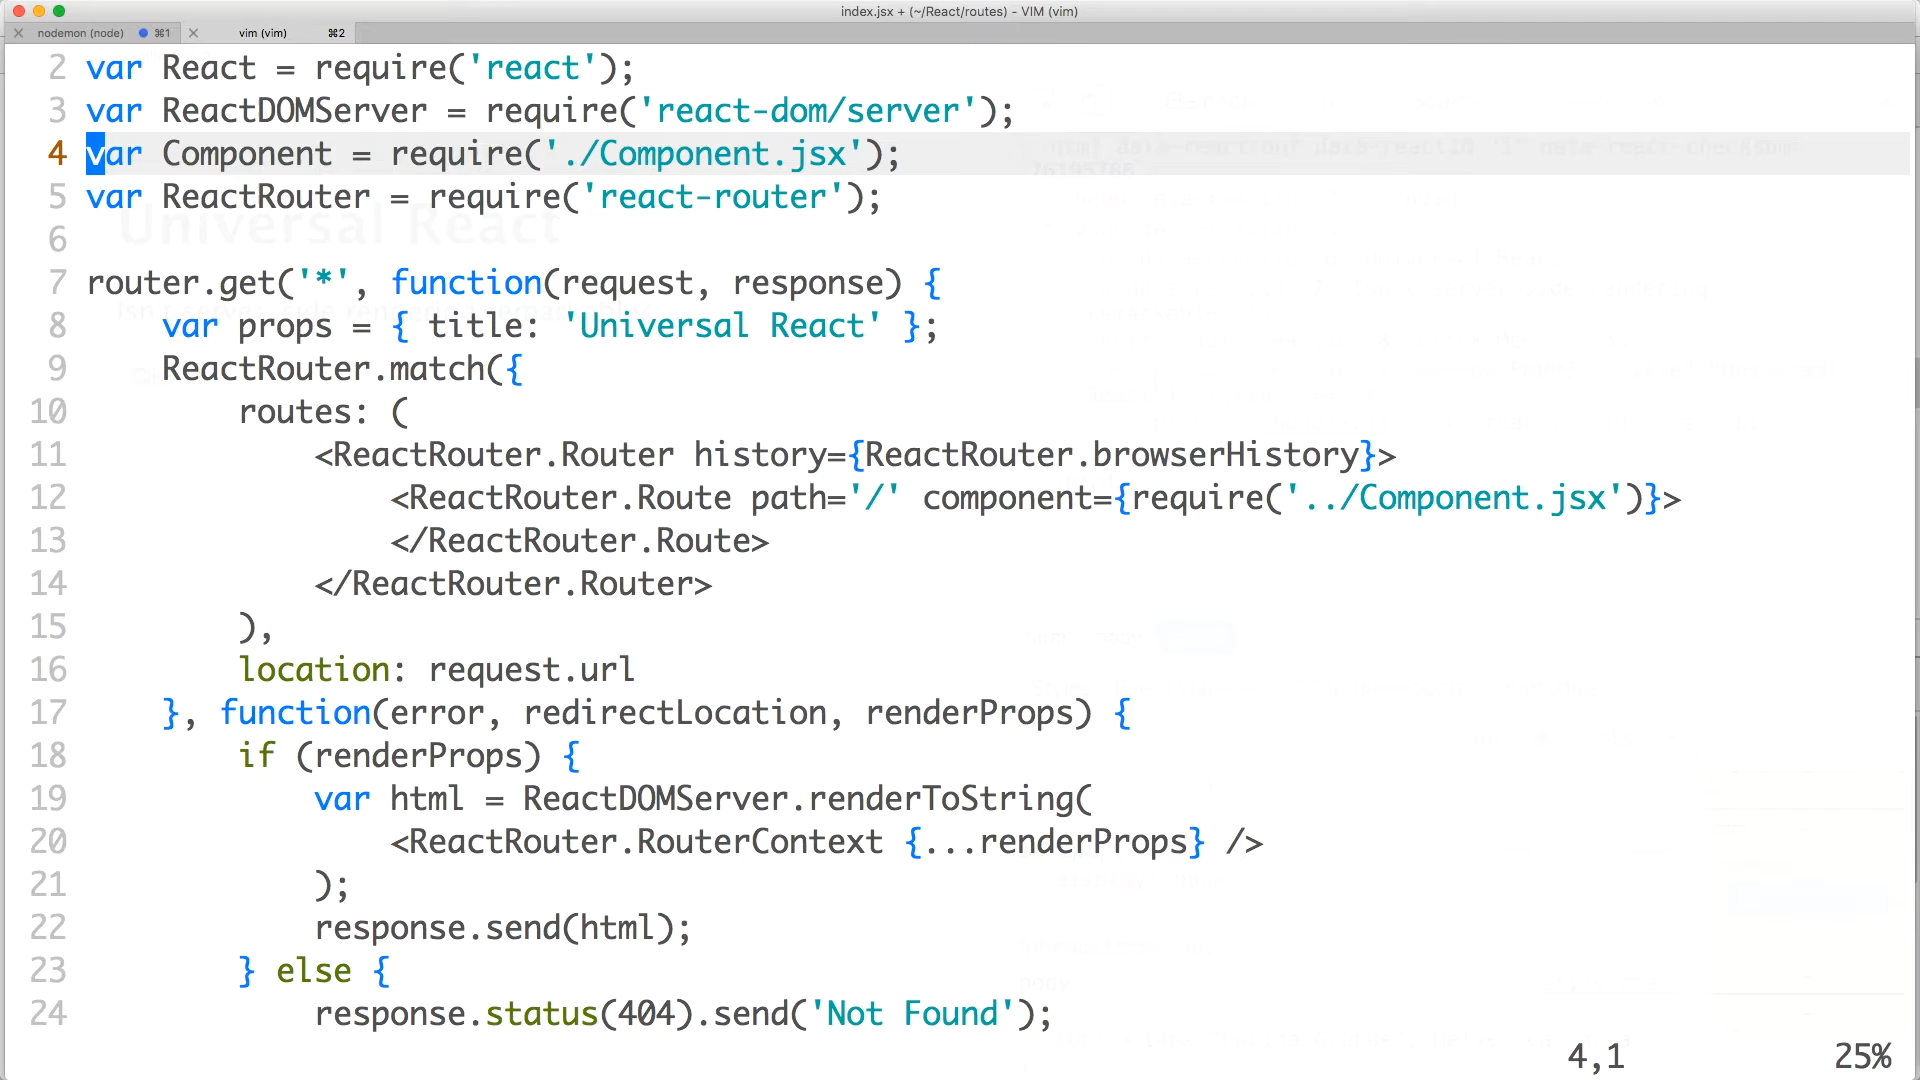 index.jsx + (~/React/routes) - VIM (vim)
nodemon (node) ⌘1 vim (vim) ⌘2
2 var React = require('react');
3 var ReactDOMServer = require('react-dom/server');
4 var Component = require('./Component.jsx');
5 var ReactRouter = require('react-router');
Universal React
6
7 router.get('*', function(request, response) {
8     var props = { title: 'Universal React' };
9     ReactRouter.match({
10         routes: (
11             <ReactRouter.Router history={ReactRouter.browserHistory}>
12                 <ReactRouter.Route path='/' component={require('../Component.jsx')}>
13                 </ReactRouter.Route>
14             </ReactRouter.Router>
15         ),
16         location: request.url
17     }, function(error, redirectLocation, renderProps) {
18         if (renderProps) {
19             var html = ReactDOMServer.renderToString(
20                 <ReactRouter.RouterContext {...renderProps} />
21             );
22             response.send(html);
23         } else {
24             response.status(404).send('Not Found');
4,1 25%